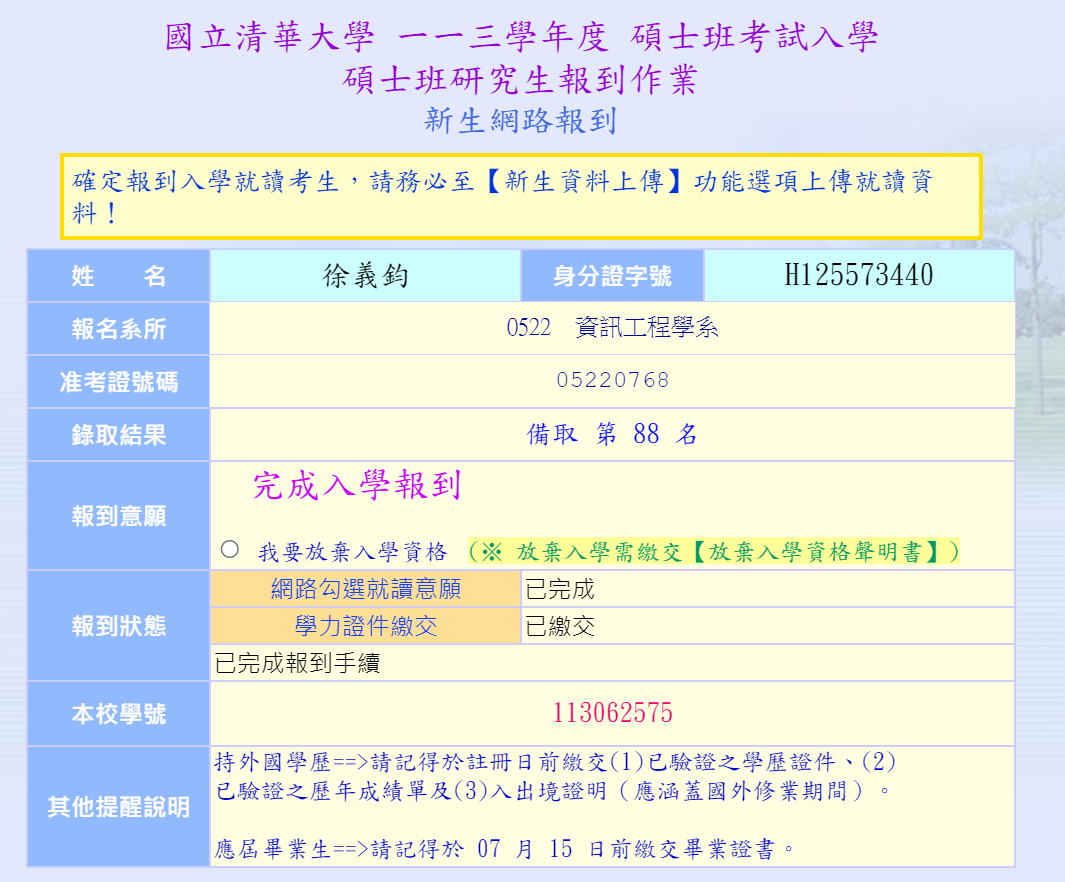 國立清華大學 一一三學年度 碩士班考試入學
碩士班研究生報到作業
新生網路報到
確定報到入學就讀考生，請務必至【新生資料上傳】功能選項上傳就讀資
料！
姓 名 徐義鈞 身分證字號 H125573440
報名系所 0522 資訊工程學系
准考證號碼 05220768
錄取結果 備取 第 88 名
完成入學報到
報到意願
我要放棄入學資格 (※ 放棄入學需繳交【放棄入學資格聲明書】)
網路勾選就讀意願 已完成
報到狀態 學力證件繳交 已繳交
已完成報到手續
本校學號 113062575
持外國學歷==>請記得於註冊日前繳交(1)已驗證之學歷證件、(2)
已驗證之歷年成績單及(3)入出境證明（應涵蓋國外修業期間）。
其他提醒說明
應屆畢業生==>請記得於 07 月 15 日前繳交畢業證書。